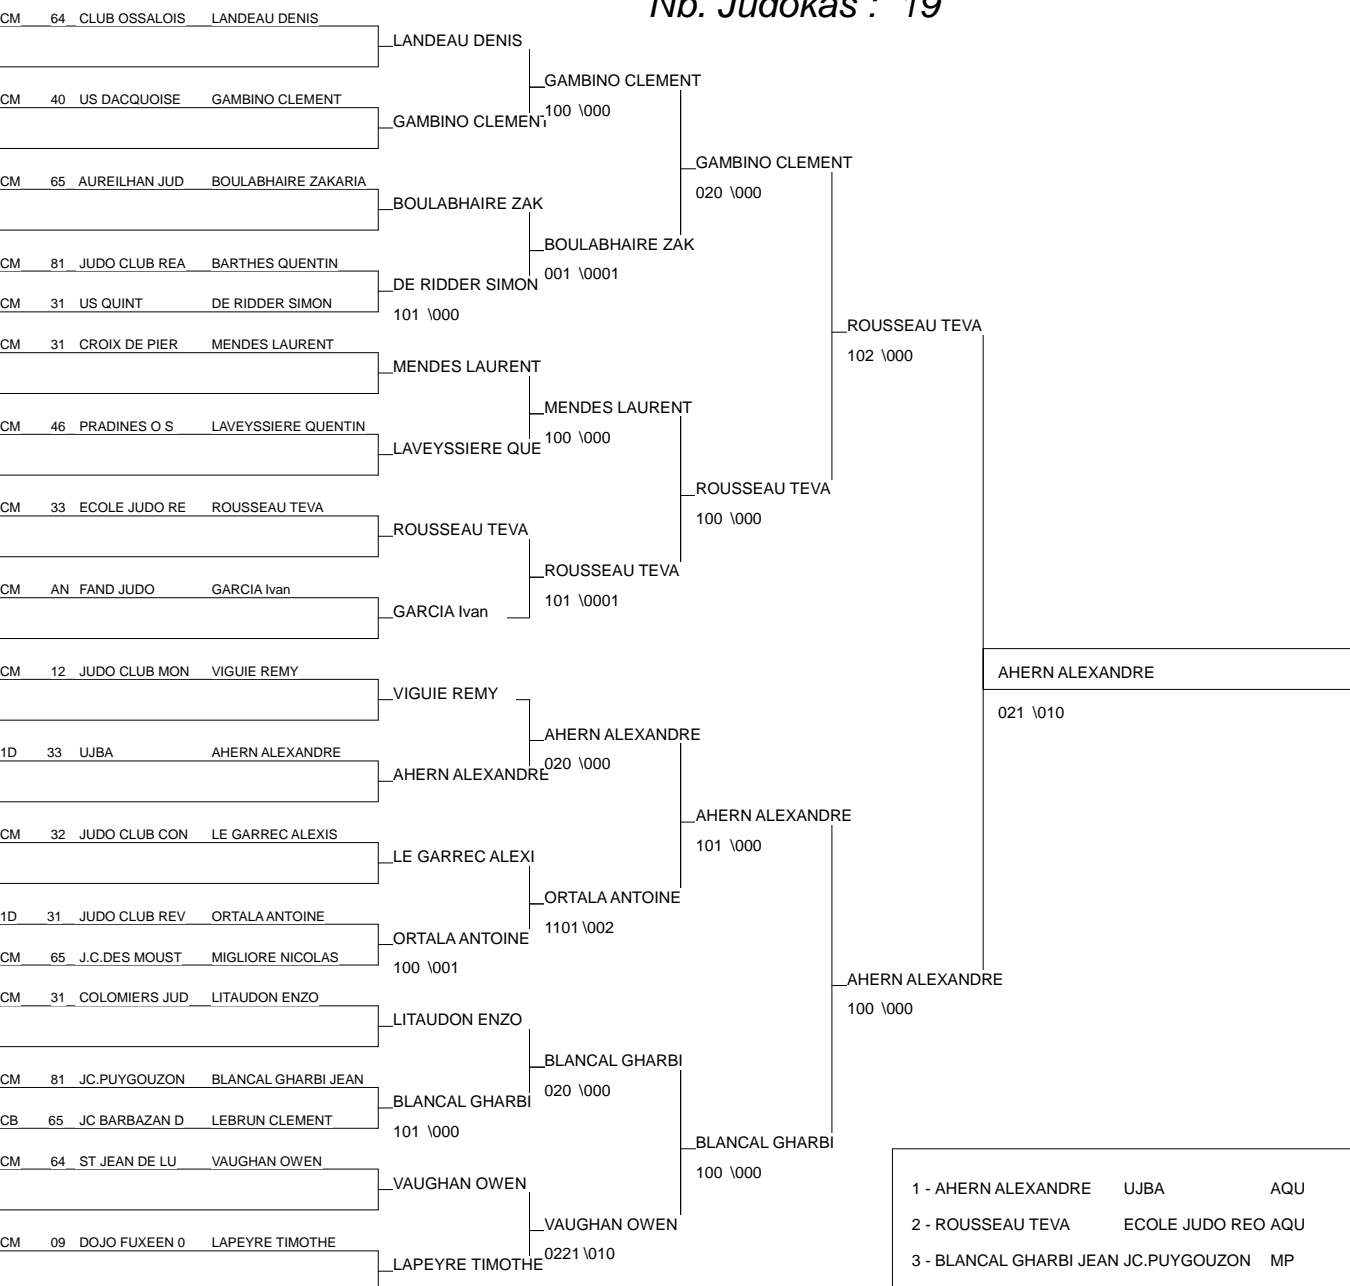 Nb. Judokas : 19
CM 64 CLUB OSSALOIS LANDEAU DENIS
LANDEAU DENIS
GAMBINO CLEMENT
100 \000
CM 40 US DACQUOISE GAMBINO CLEMENT
GAMBINO CLEMENT
GAMBINO CLEMENT
020 \000
CM 65 AUREILHAN JUD BOULABHAIRE ZAKARIA
BOULABHAIRE ZAK
BOULABHAIRE ZAK
001 \0001
CM 81 JUDO CLUB REA BARTHES QUENTIN
DE RIDDER SIMON
101 \000
CM 31 US QUINT DE RIDDER SIMON
ROUSSEAU TEVA
102 \000
CM 31 CROIX DE PIER MENDES LAURENT
MENDES LAURENT
MENDES LAURENT
100 \000
CM 46 PRADINES O S LAVEYSSIERE QUENTIN
LAVEYSSIERE QUE
ROUSSEAU TEVA
100 \000
CM 33 ECOLE JUDO RE ROUSSEAU TEVA
ROUSSEAU TEVA
ROUSSEAU TEVA
101 \0001
CM AN FAND JUDO GARCIA Ivan
GARCIA Ivan
AHERN ALEXANDRE
021 \010
CM 12 JUDO CLUB MON VIGUIE REMY
VIGUIE REMY
AHERN ALEXANDRE
020 \000
1D 33 UJBA AHERN ALEXANDRE
AHERN ALEXANDRE
AHERN ALEXANDRE
101 \000
CM 32 JUDO CLUB CON LE GARREC ALEXIS
LE GARREC ALEXI
ORTALA ANTOINE
1101 \002
1D 31 JUDO CLUB REV ORTALA ANTOINE
ORTALA ANTOINE
100 \001
CM 65 J.C.DES MOUST MIGLIORE NICOLAS
AHERN ALEXANDRE
100 \000
CM 31 COLOMIERS JUD LITAUDON ENZO
LITAUDON ENZO
BLANCAL GHARBI
020 \000
CM 81 JC.PUYGOUZON BLANCAL GHARBI JEAN
BLANCAL GHARBI
101 \000
CB 65 JC BARBAZAN D LEBRUN CLEMENT
BLANCAL GHARBI
100 \000
CM 64 ST JEAN DE LU VAUGHAN OWEN
VAUGHAN OWEN
VAUGHAN OWEN
0221 \010
CM 09 DOJO FUXEEN 0 LAPEYRE TIMOTHE
LAPEYRE TIMOTHE
1 - AHERN ALEXANDRE UJBA AQU
2 - ROUSSEAU TEVA ECOLE JUDO REO AQU
3 - BLANCAL GHARBI JEAN JC.PUYGOUZON MP